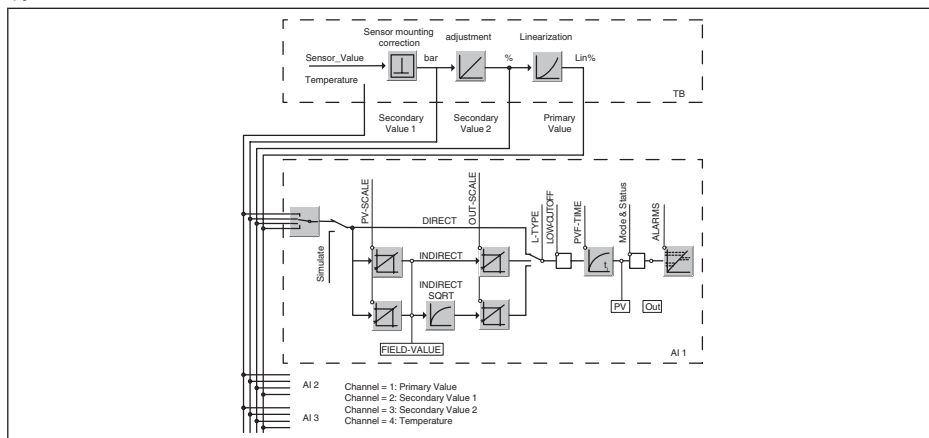 Sensor mounting
correction
adjustment
Linearization
Sensor_Value
bar
%
Lin%
Temperature
TB
Secondary
Value 1
Secondary
Value 2
Primary
Value
PV-SCALE
OUT-SCALE
L-TYPE
LOW-CUTOFF
PVF-TIME
Mode & Status
ALARMS
Simulate
DIRECT
INDIRECT
INDIRECT
SQRT
PV
Out
FIELD-VALUE
AI 1
AI 2
AI 3
Channel = 1: Primary Value
Channel = 2: Secondary Value 1
Channel = 3: Secondary Value 2
Channel = 4: Temperature